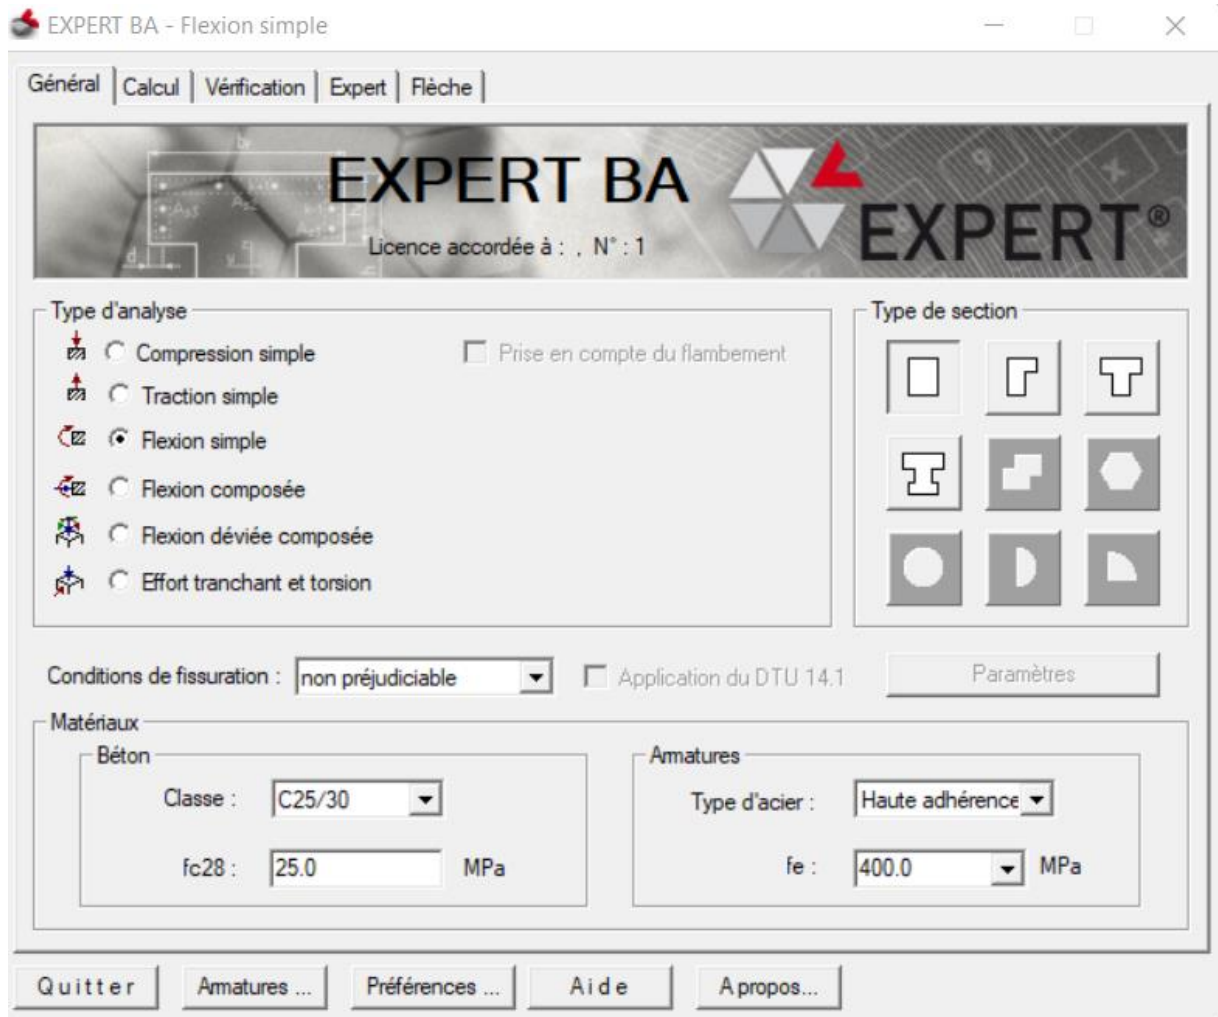 EXPERT BA - Flexion simple
Général Calcul Vérification Expert Flèche
EXPERT BA
EXPERT®
Licence accordée à : , N° : 1
Type d'analyse
Compression simple
Prise en compte du flambement
Traction simple
Flexion simple
Flexion composée
Flexion déviée composée
Effort tranchant et torsion
Type de section
Conditions de fissuration : non préjudiciable
Application du DTU 14.1
Paramètres
Matériaux
Béton
Classe : C25/30
fc28 : 25.0 MPa
Armatures
Type d'acier : Haute adhérence
fe : 400.0 MPa
Quitter Armatures ... Préférences ... Aide A propos...